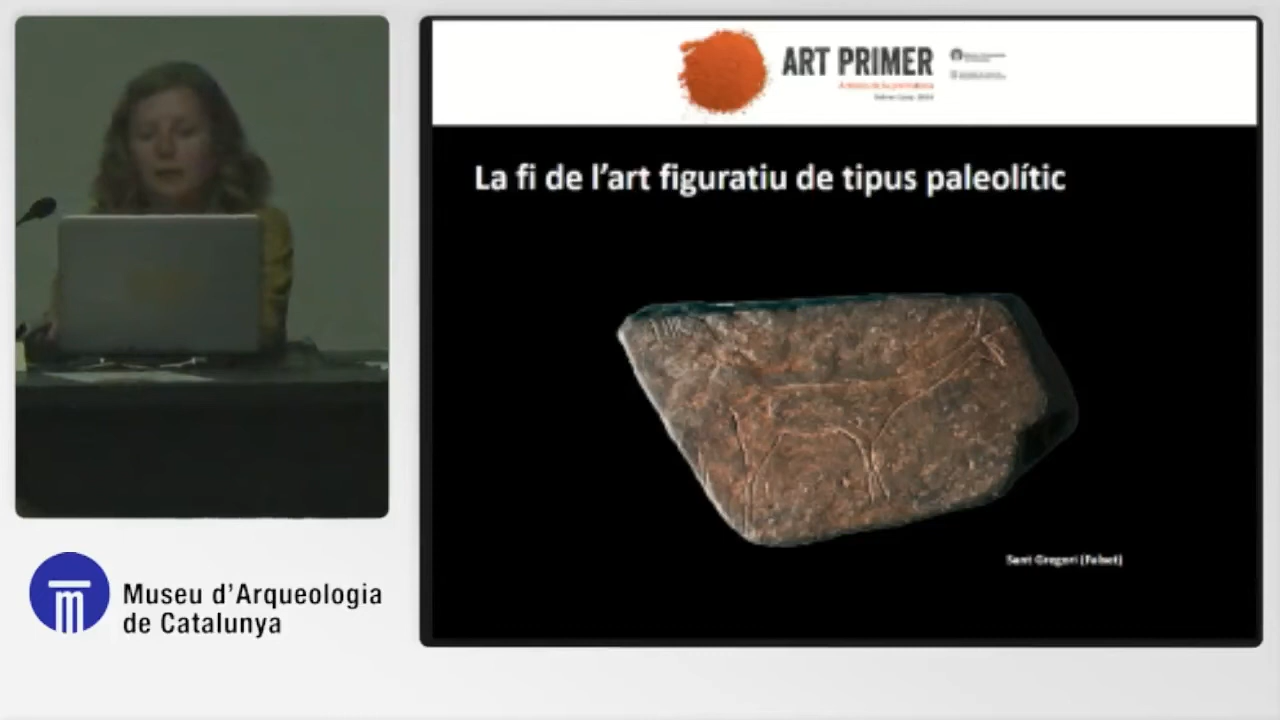 ART PRIMER
La fi de l'art figuratiu de tipus paleolític
Sant Gregori (Falset)
Museu d'Arqueologia
de Catalunya